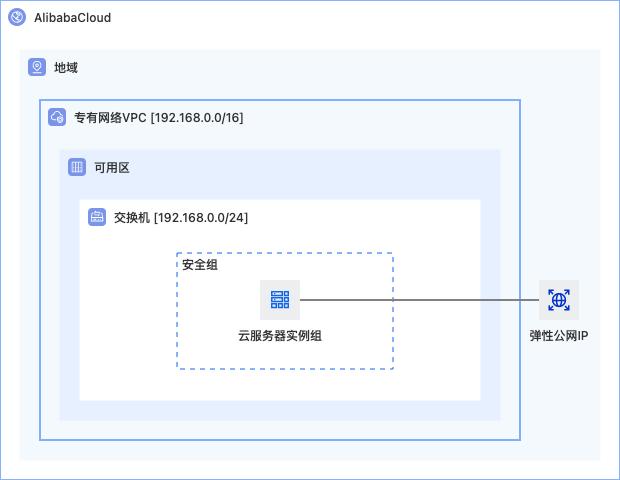 AlibabaCloud
地域
专有网络VPC [192.168.0.0/16]
可用区
交换机 [192.168.0.0/24]
安全组
云服务器实例组
弹性公网IP